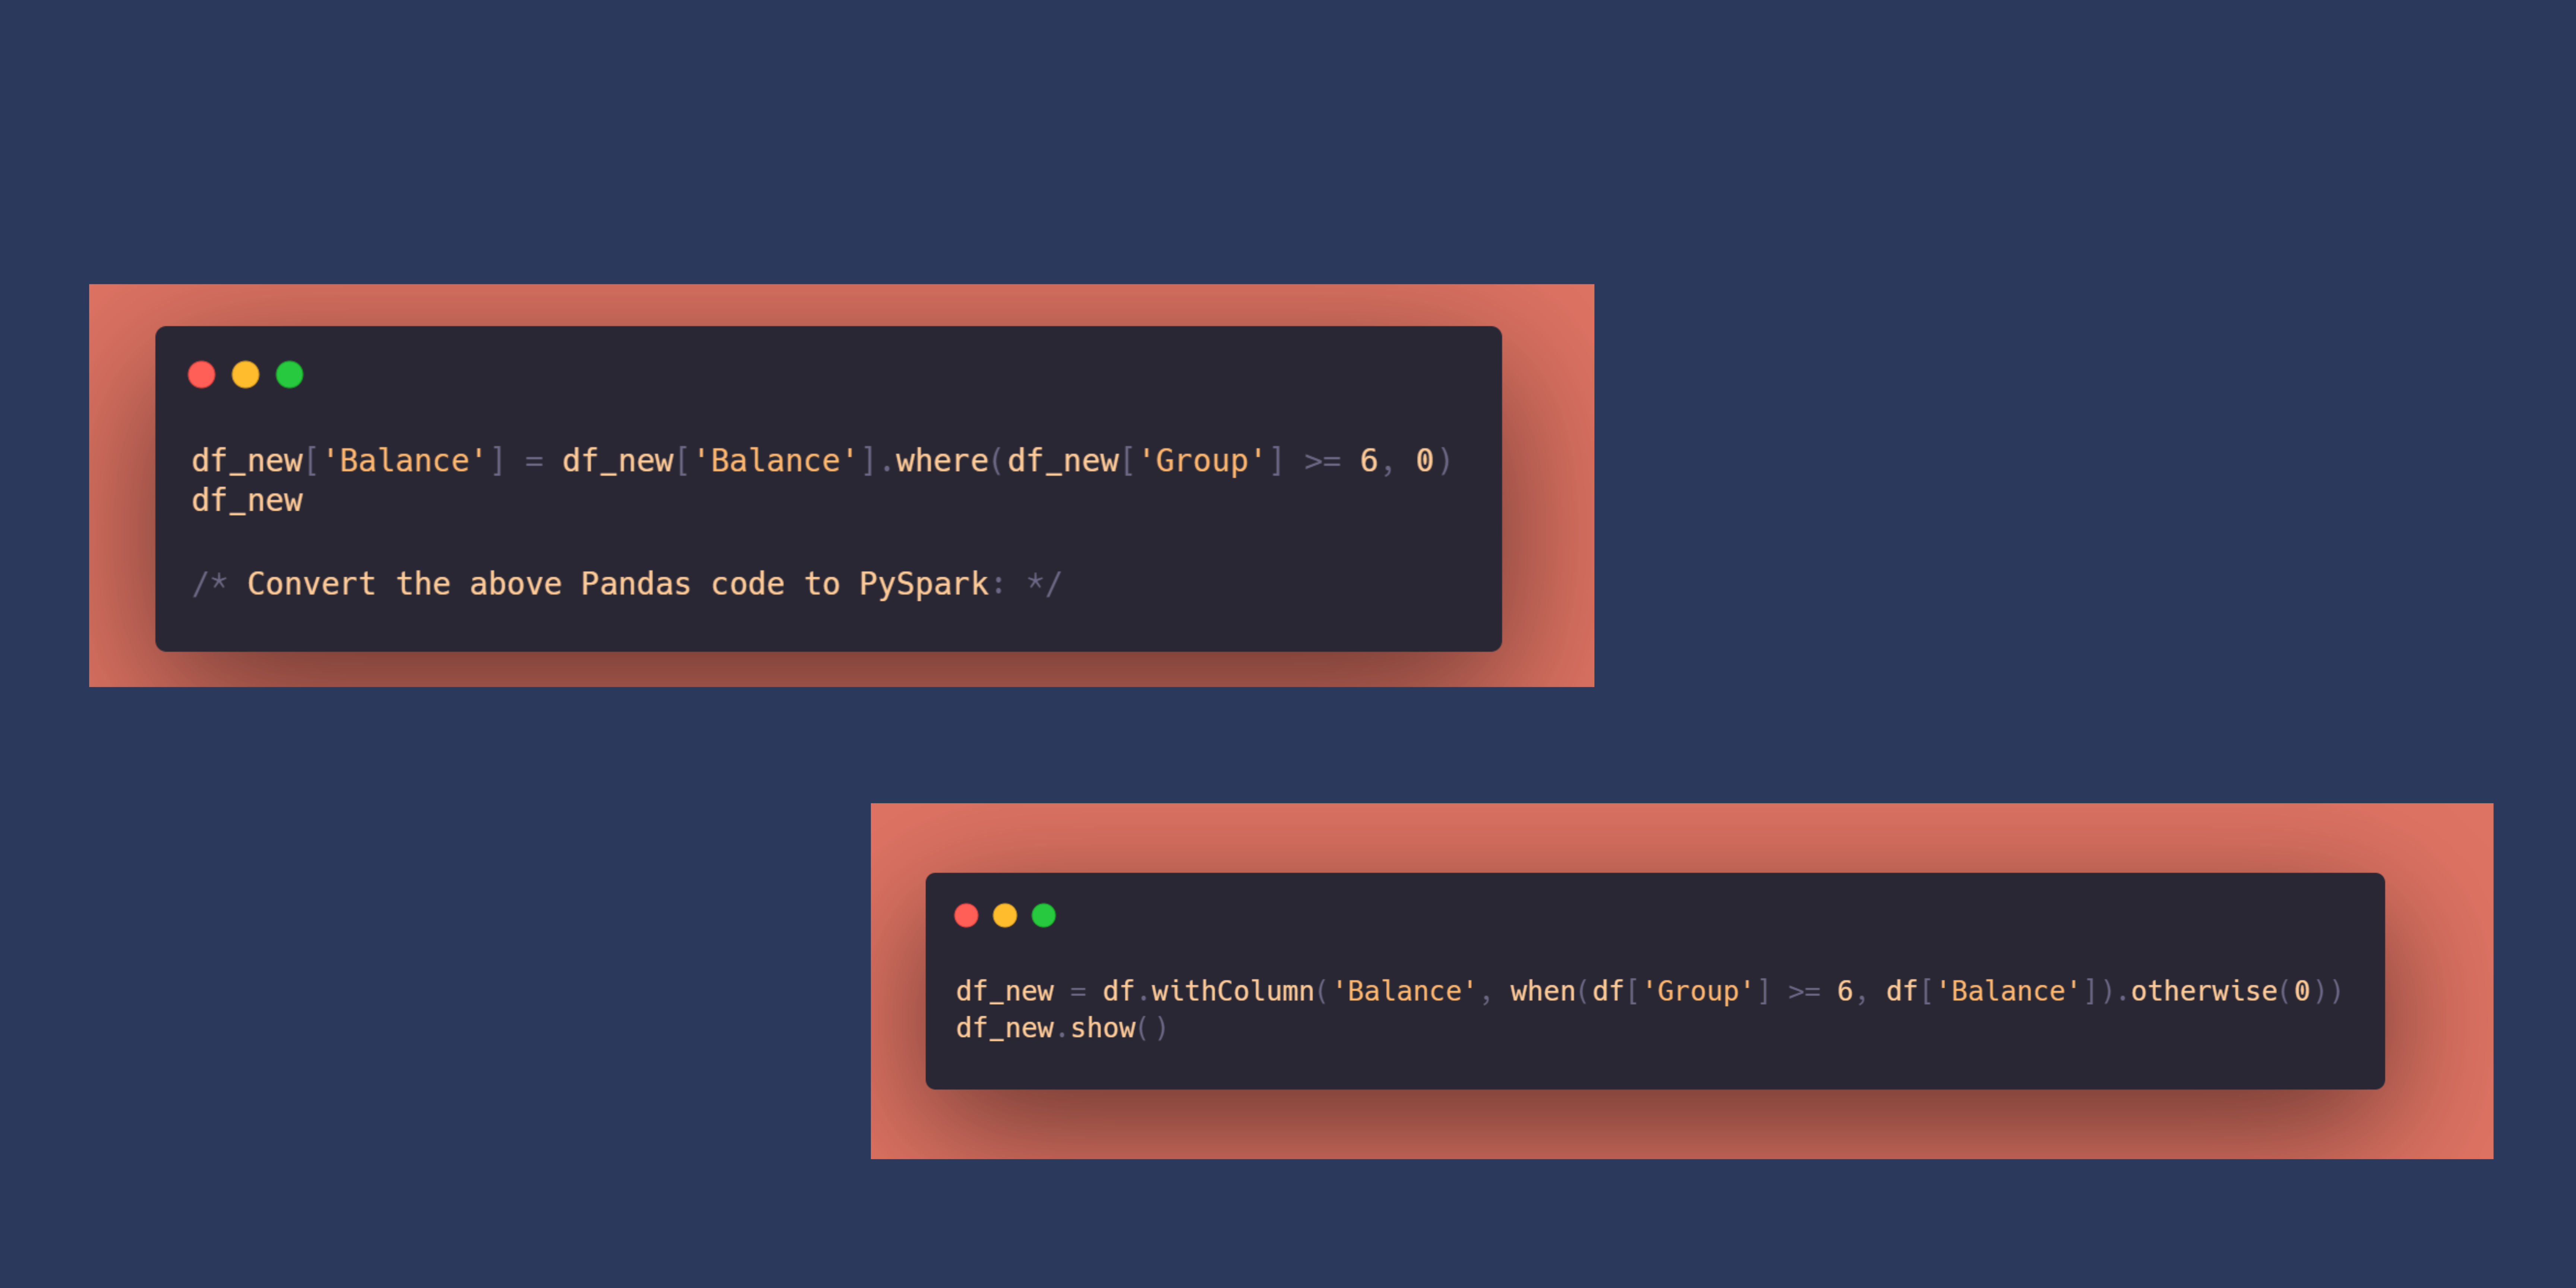 df_new['Balance'] = df_new['Balance'].where(df_new['Group'] >= 6, 0)
df_new
/* Convert the above Pandas code to PySpark: */
df_new = df.withColumn('Balance', when(df['Group'] >= 6, df['Balance']).otherwise(0))
df_new.show()